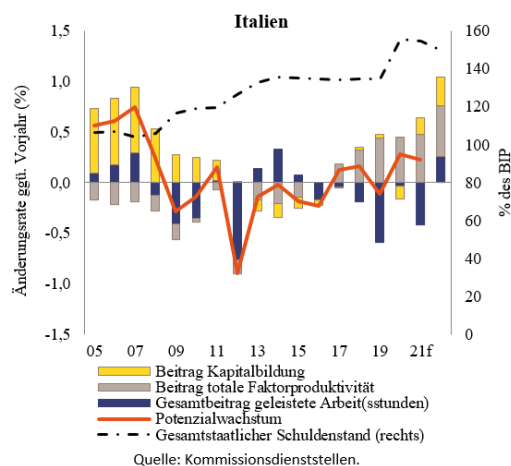 Italien
1,5
1,0
0,5
0,0
-0,5
-1,0
-1,5
Änderungsrate ggü. Vorjahr (%)
160
140
120
100
80
60
40
20
0
% des BIP
05 07 09 11 13 15 17 19 21f
Beitrag Kapitalbildung
Beitrag totale Faktorproduktivität
Gesamtbeitrag geleistete Arbeit(sstunden)
Potenzialwachstum
Gesamtstaatlicher Schuldenstand (rechts)
Quelle: Kommissionsdienststellen.